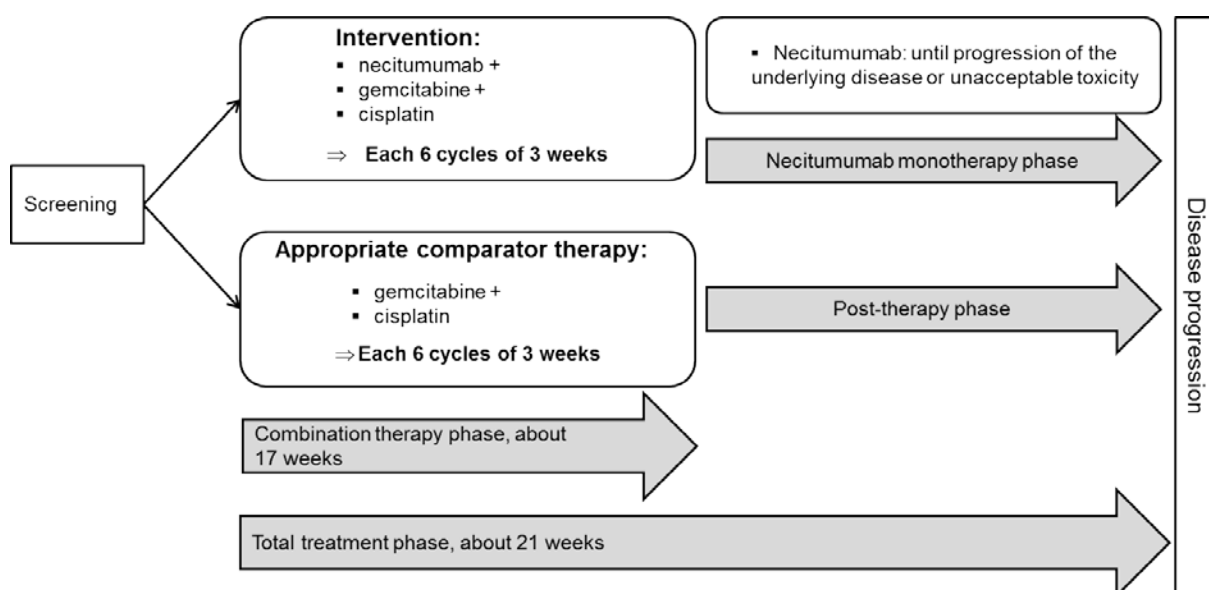 Screening
Intervention:
▪ necitumumab +
▪ gemcitabine +
▪ cisplatin
⇒ Each 6 cycles of 3 weeks
▪ Necitumumab: until progression of the
underlying disease or unacceptable toxicity
Necitumumab monotherapy phase
Appropriate comparator therapy:
▪ gemcitabine +
▪ cisplatin
⇒ Each 6 cycles of 3 weeks
Post-therapy phase
Combination therapy phase, about
17 weeks
Total treatment phase, about 21 weeks
Disease progression